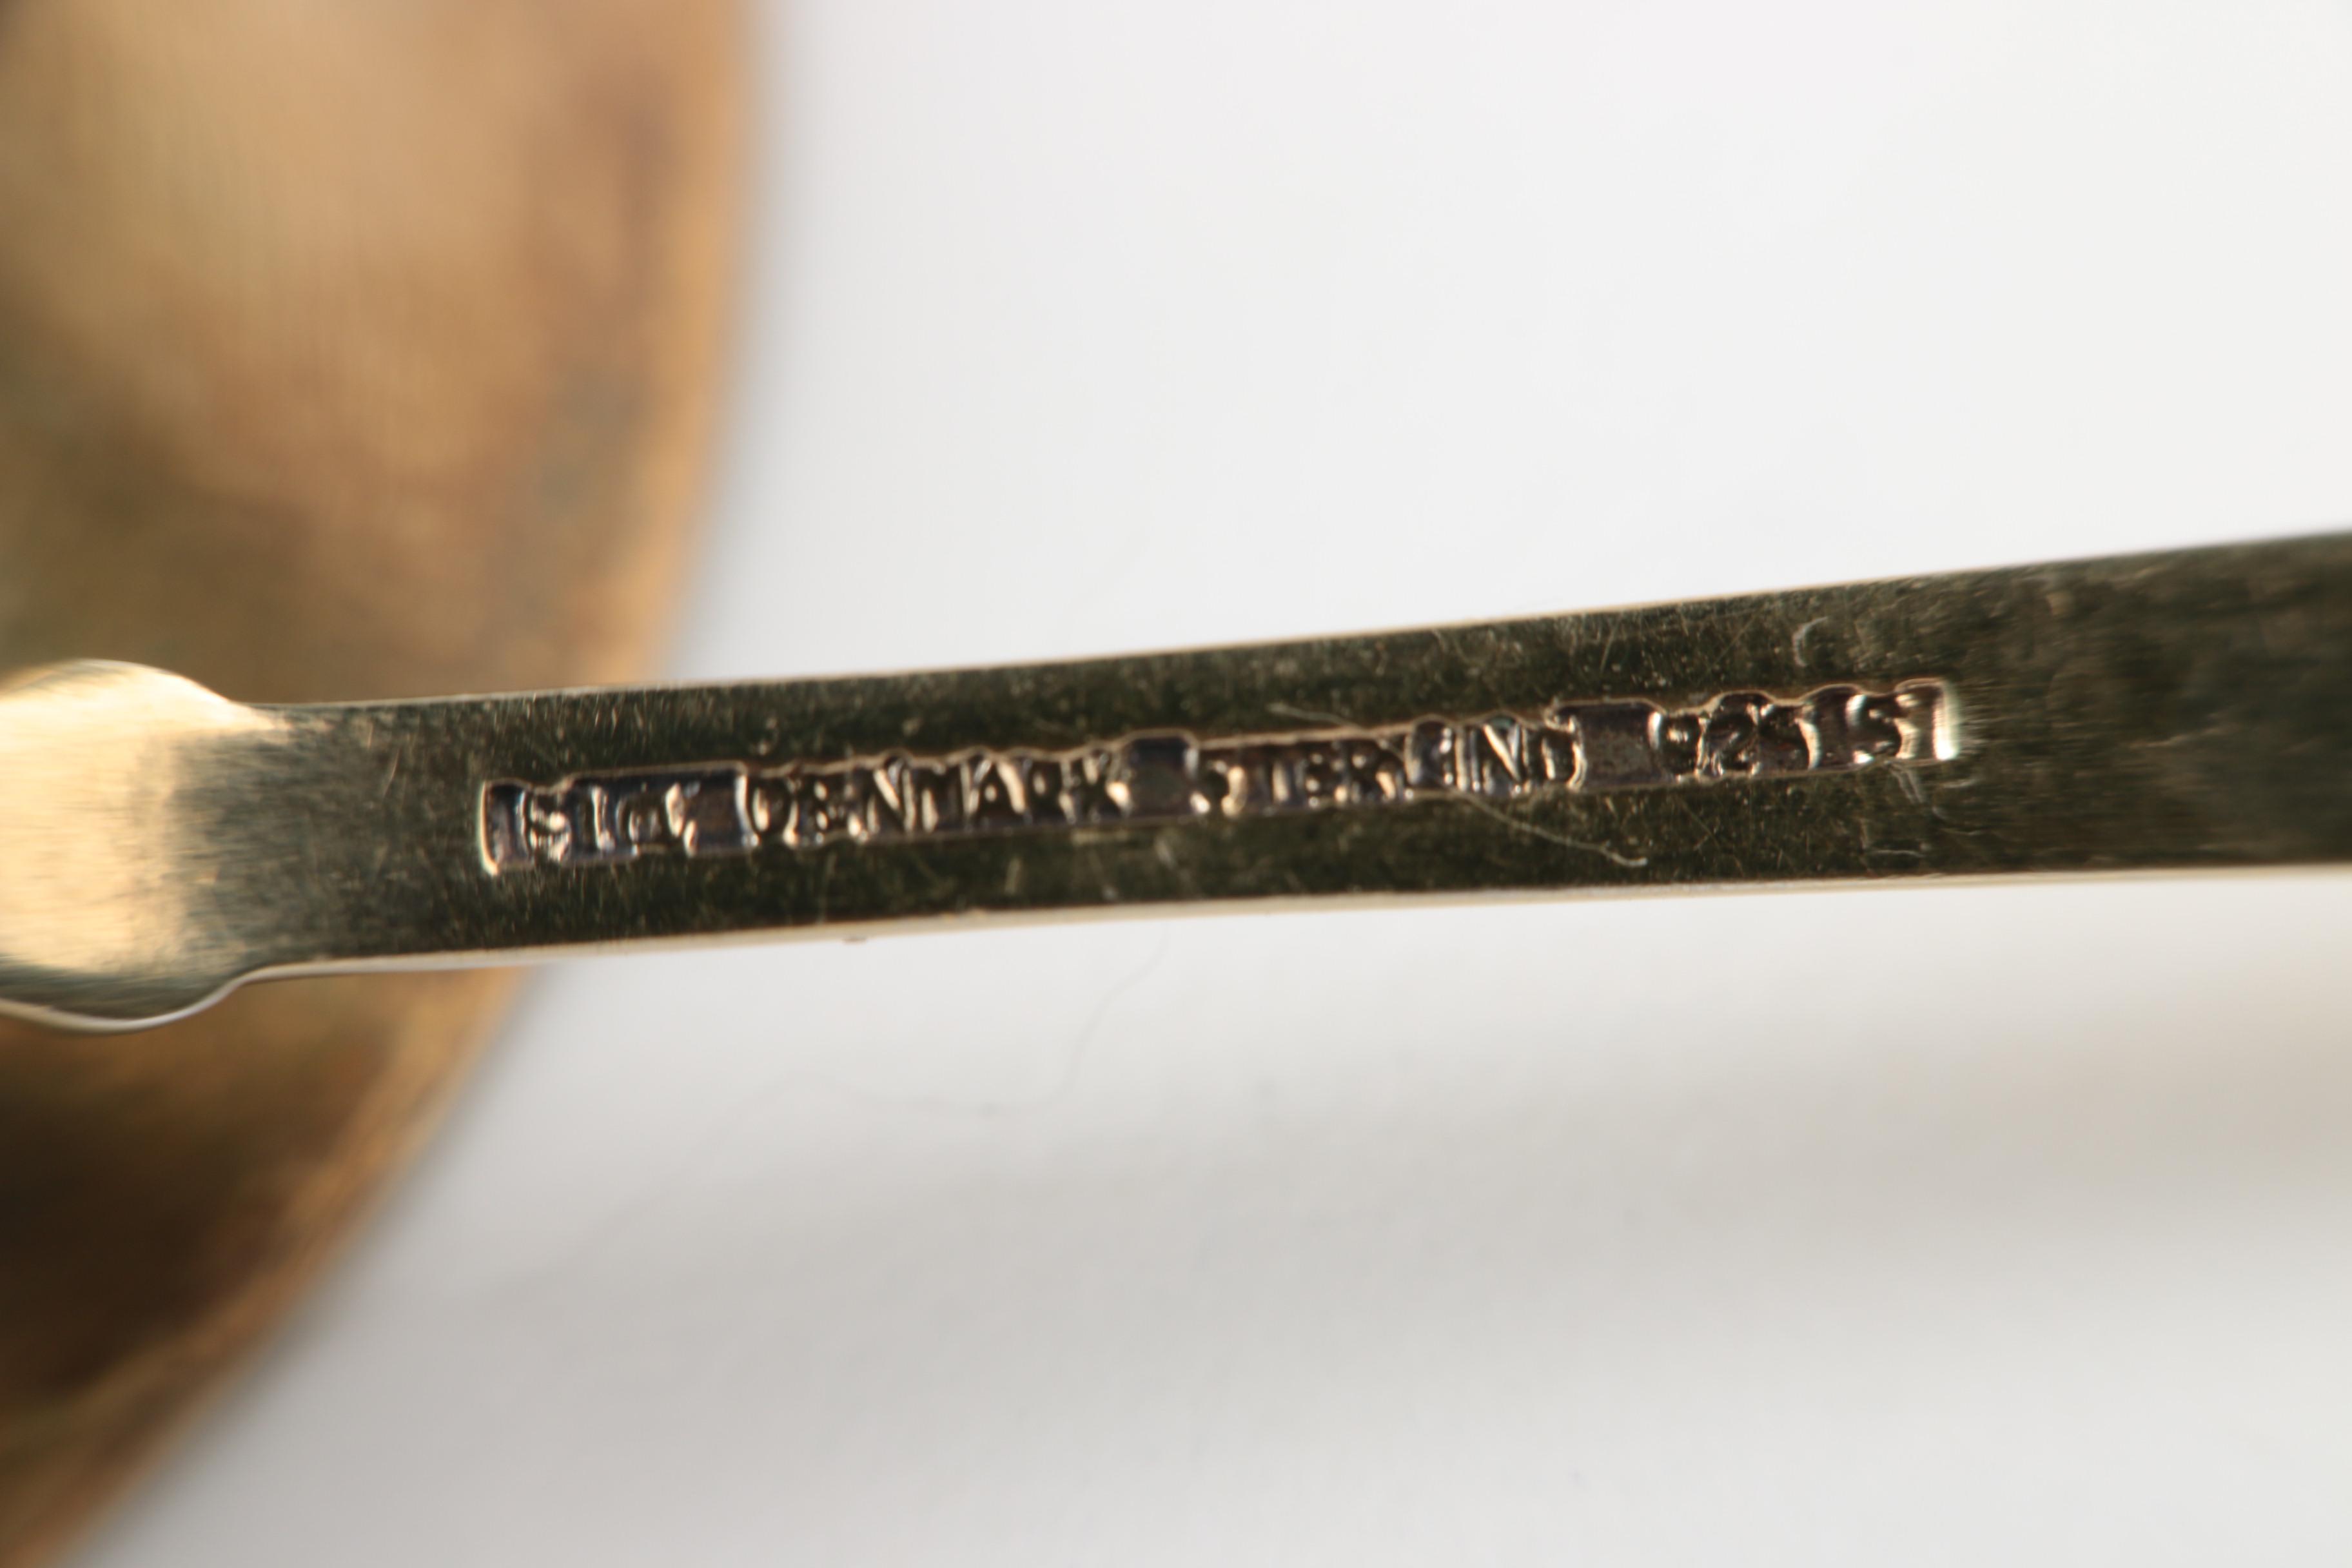 DENMARK STERLING 925 S